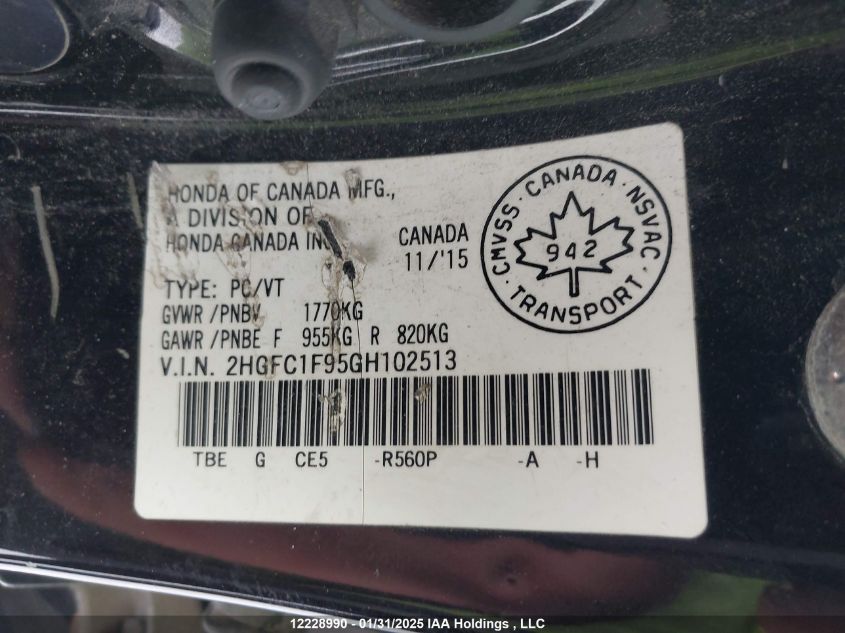 HONDA OF CANADA MFG.,
A DIVISION OF
HONDA CANADA INC
CANADA
11/'15
CMVSS · CANADA · NSVAC
942
· TRANSPORT ·
TYPE: PC/VT
GVWR /PNBV 1770KG
GAWR /PNBE F 955KG R 820KG
V.I.N. 2HGFC1F95GH102513
TBE G CE5 -R560P -A -H
12228990 - 01/31/2025 IAA Holdings , LLC